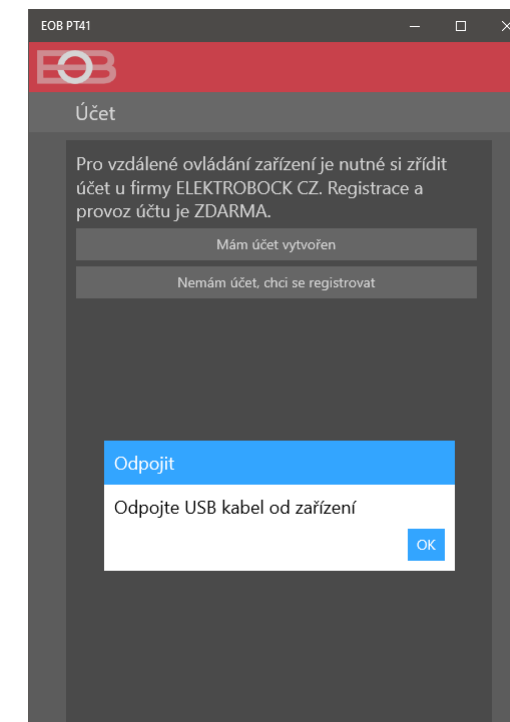 EOB PT41
EOB
Účet
Pro vzdálené ovládání zařízení je nutné si zřídit
účet u firmy ELEKTROBOCK CZ. Registrace a
provoz účtu je ZDARMA.
Mám účet vytvořen
Nemám účet, chci se registrovat
Odpojit
Odpojte USB kabel od zařízení
OK